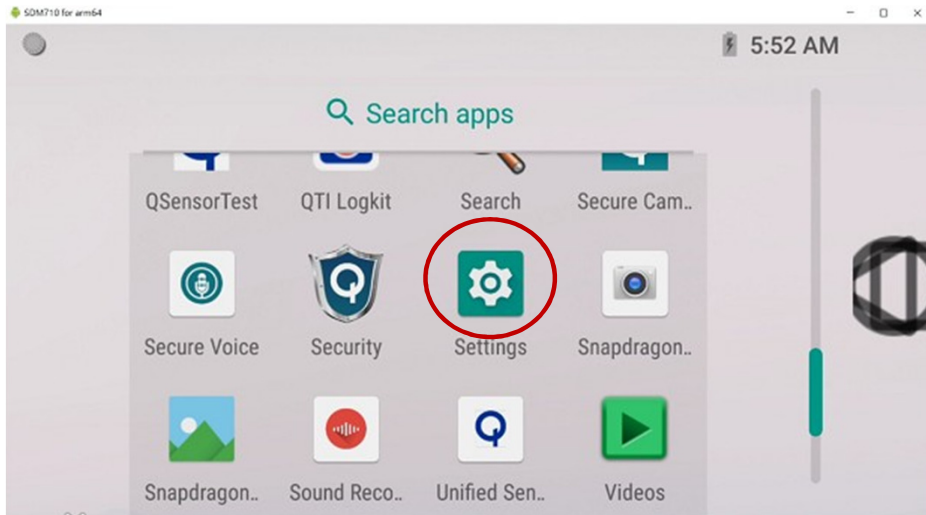 SDM710 for arm64
5:52 AM
Search apps
QSensorTest QTI Logkit Search Secure Cam..
Secure Voice Security Settings Snapdragon..
Snapdragon.. Sound Reco.. Unified Sen.. Videos